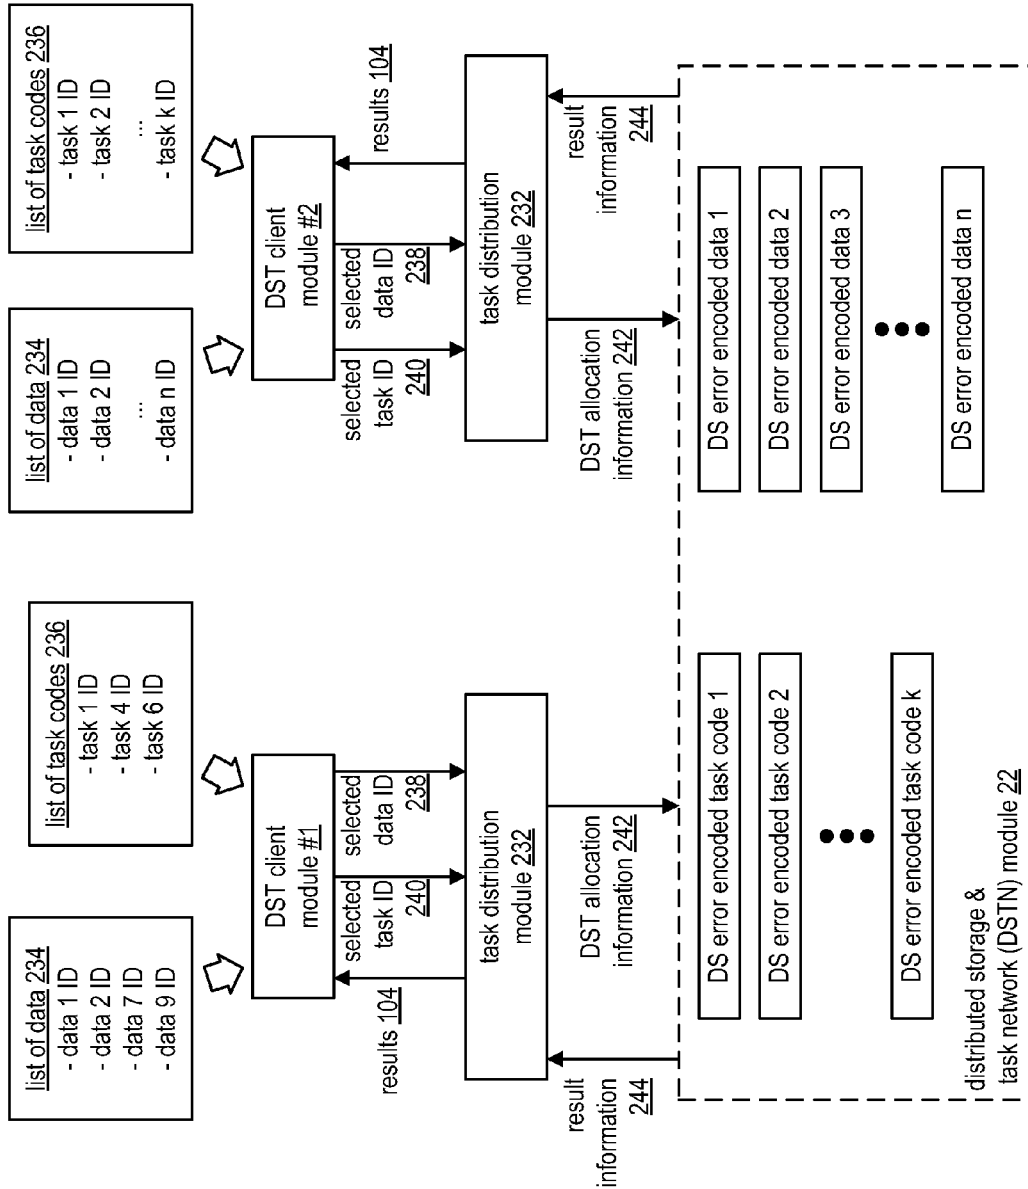 list of data 234
- data 1 ID
- data 2 ID
- data 7 ID
- data 9 ID
list of task codes 236
- task 1 ID
- task 4 ID
- task 6 ID
list of data 234
- data 1 ID
- data 2 ID
...
- data n ID
list of task codes 236
- task 1 ID
- task 2 ID
...
- task k ID
DST client
module #1
DST client
module #2
results 104
selected
task ID
240
selected
data ID
238
selected
task ID
240
selected
data ID
238
results 104
task distribution
module 232
task distribution
module 232
result
information
244
DST allocation
information 242
DST allocation
information 242
result
information
244
DS error encoded task code 1
DS error encoded task code 2
DS error encoded task code k
DS error encoded data 1
DS error encoded data 2
DS error encoded data 3
DS error encoded data n
distributed storage &
task network (DSTN) module 22